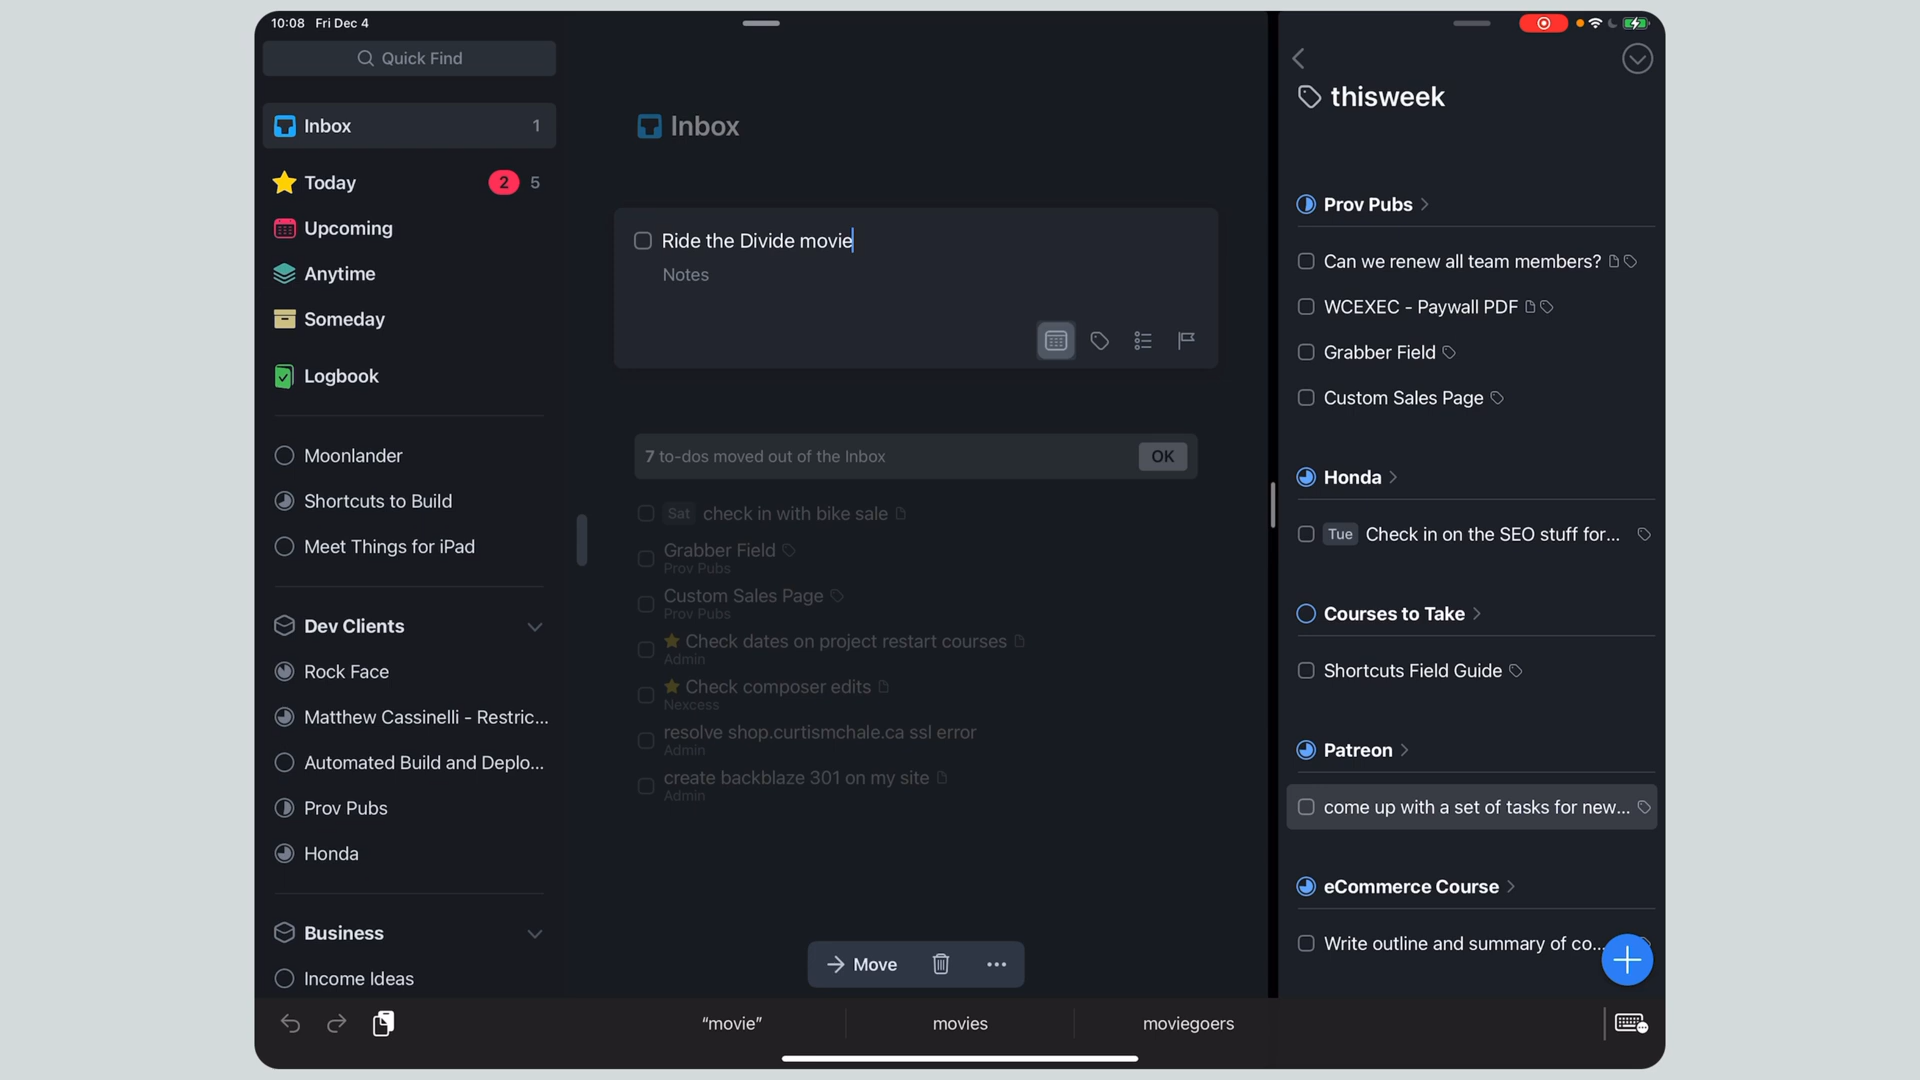 10:08 Fri Dec 4
Quick Find
Inbox 1
Today 2 5
Upcoming
Anytime
Someday
Logbook
Moonlander
Shortcuts to Build
Meet Things for iPad
Dev Clients
Rock Face
Matthew Cassinelli - Restric...
Automated Build and Deplo...
Prov Pubs
Honda
Business
Income Ideas
Inbox
Ride the Divide movie
Notes
7 to-dos moved out of the Inbox OK
Sat check in with bike sale
Grabber Field
Prov Pubs
Custom Sales Page
Prov Pubs
Check dates on project restart courses
Admin
Check composer edits
Nexcess
resolve shop.curtismchale.ca ssl error
Admin
create backblaze 301 on my site
Admin
Move
thisweek
Prov Pubs
Can we renew all team members?
WCEXEC - Paywall PDF
Grabber Field
Custom Sales Page
Honda
Tue Check in on the SEO stuff for...
Courses to Take
Shortcuts Field Guide
Patreon
come up with a set of tasks for new...
eCommerce Course
Write outline and summary of co...
“movie” movies moviegoers